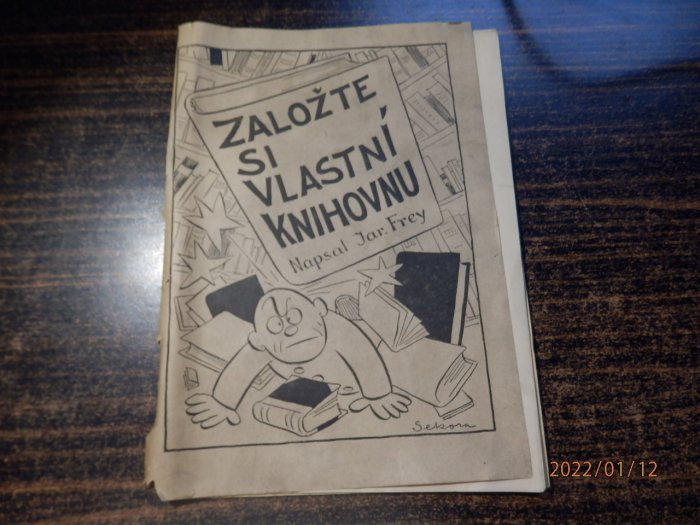 ZALOŽTE
SI
VLASTNÍ
KNIHOVNU
Napsal Jar. Frey
Sekora
2022/01/12